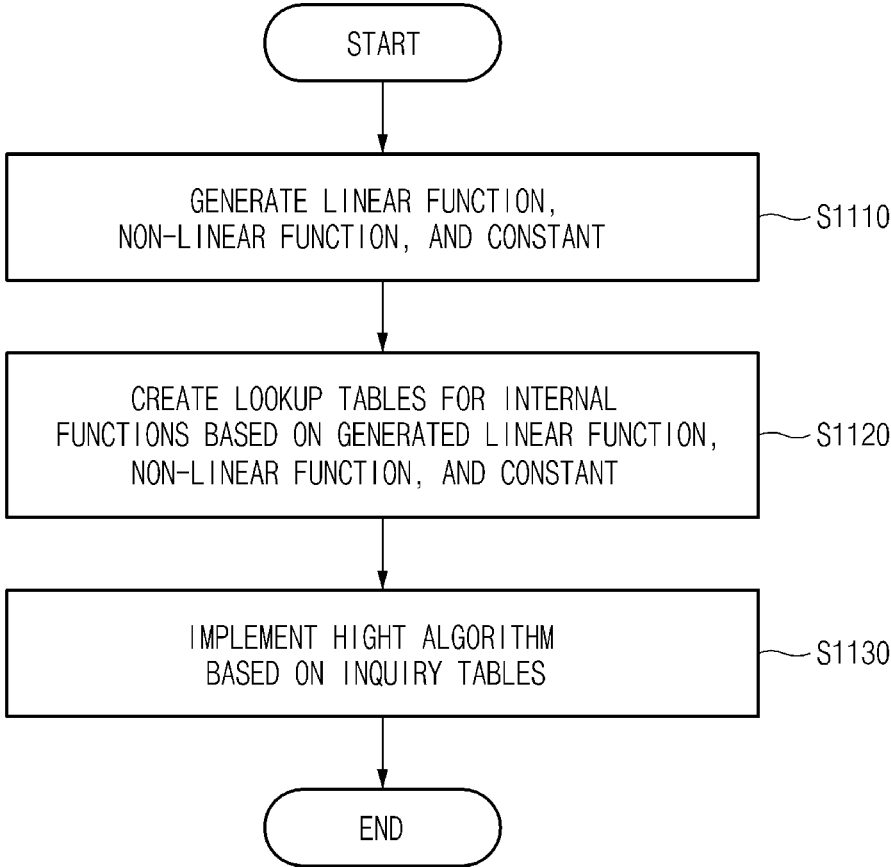 START
GENERATE LINEAR FUNCTION,
NON-LINEAR FUNCTION, AND CONSTANT
S1110
CREATE LOOKUP TABLES FOR INTERNAL
FUNCTIONS BASED ON GENERATED LINEAR FUNCTION,
NON-LINEAR FUNCTION, AND CONSTANT
S1120
IMPLEMENT HIGHT ALGORITHM
BASED ON INQUIRY TABLES
S1130
END